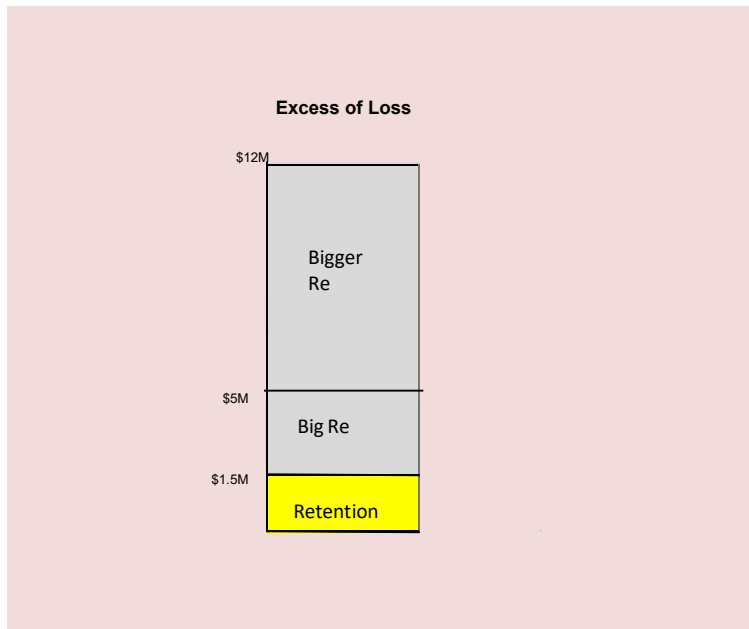 Excess of Loss
$12M
Bigger
Re
$5M
Big Re
$1.5M
Retention